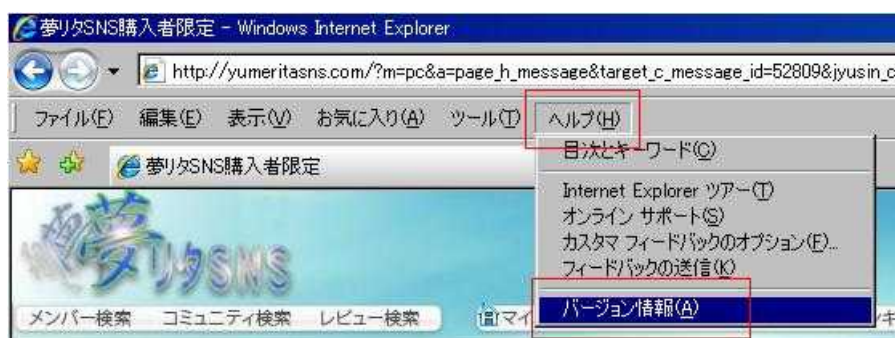 夢リタSNS購入者限定 - Windows Internet Explorer
http://yumeritasns.com/?m=pc&a=page_h_message&target_c_message_id=52809&jyusin_c
ファイル(F) 編集(E) 表示(V) お気に入り(A) ツール(T) ヘルプ(H)
夢リタSNS購入者限定
目次とキーワード(C)
Internet Explorer ツアー(T)
オンライン サポート(S)
カスタマ フィードバックのオプション(F)...
フィードバックの送信(K)
バージョン情報(A)
夢リタSNS
メンバー検索 コミュニティ検索 レビュー検索 マイ